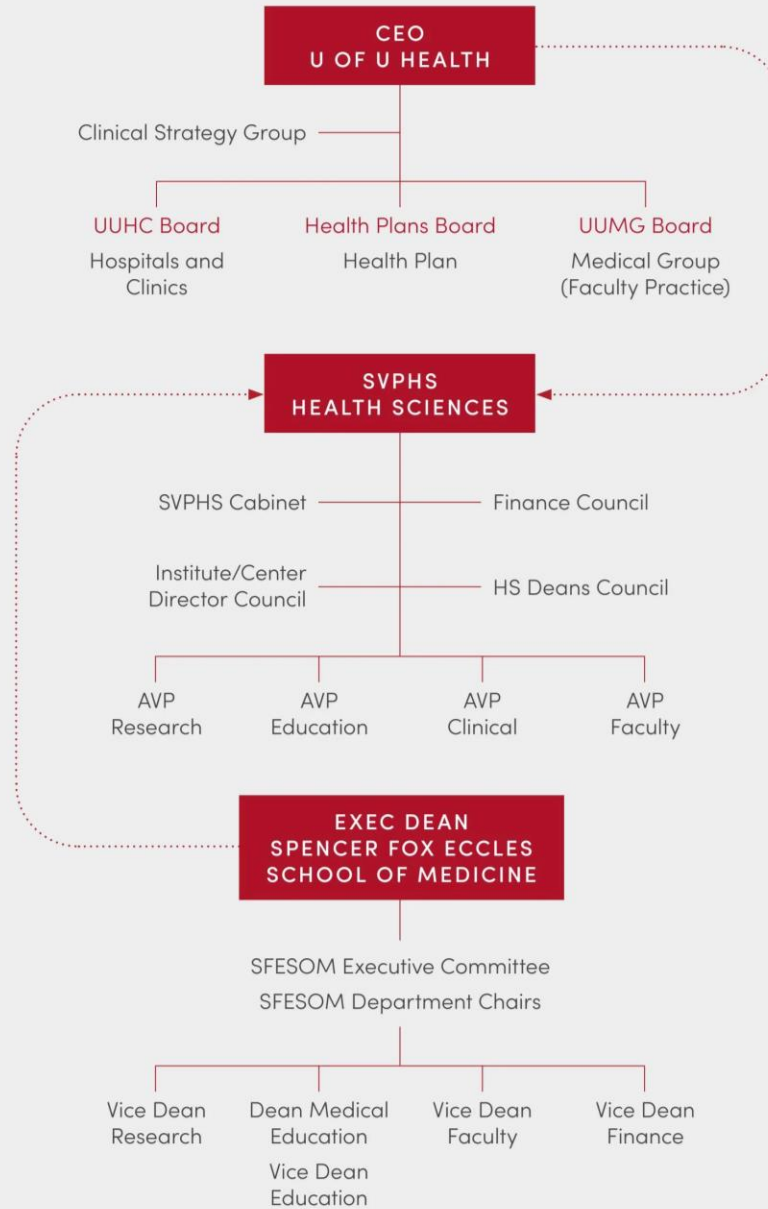 CEO
U OF U HEALTH
Clinical Strategy Group
UUHC Board
Hospitals and
Clinics
Health Plans Board
Health Plan
UUMG Board
Medical Group
(Faculty Practice)
SVPHS
HEALTH SCIENCES
SVPHS Cabinet
Finance Council
Institute/Center
Director Council
HS Deans Council
AVP
Research
AVP
Education
AVP
Clinical
AVP
Faculty
EXEC DEAN
SPENCER FOX ECCLES
SCHOOL OF MEDICINE
SFESOM Executive Committee
SFESOM Department Chairs
Vice Dean
Research
Dean Medical
Education
Vice Dean
Education
Vice Dean
Faculty
Vice Dean
Finance